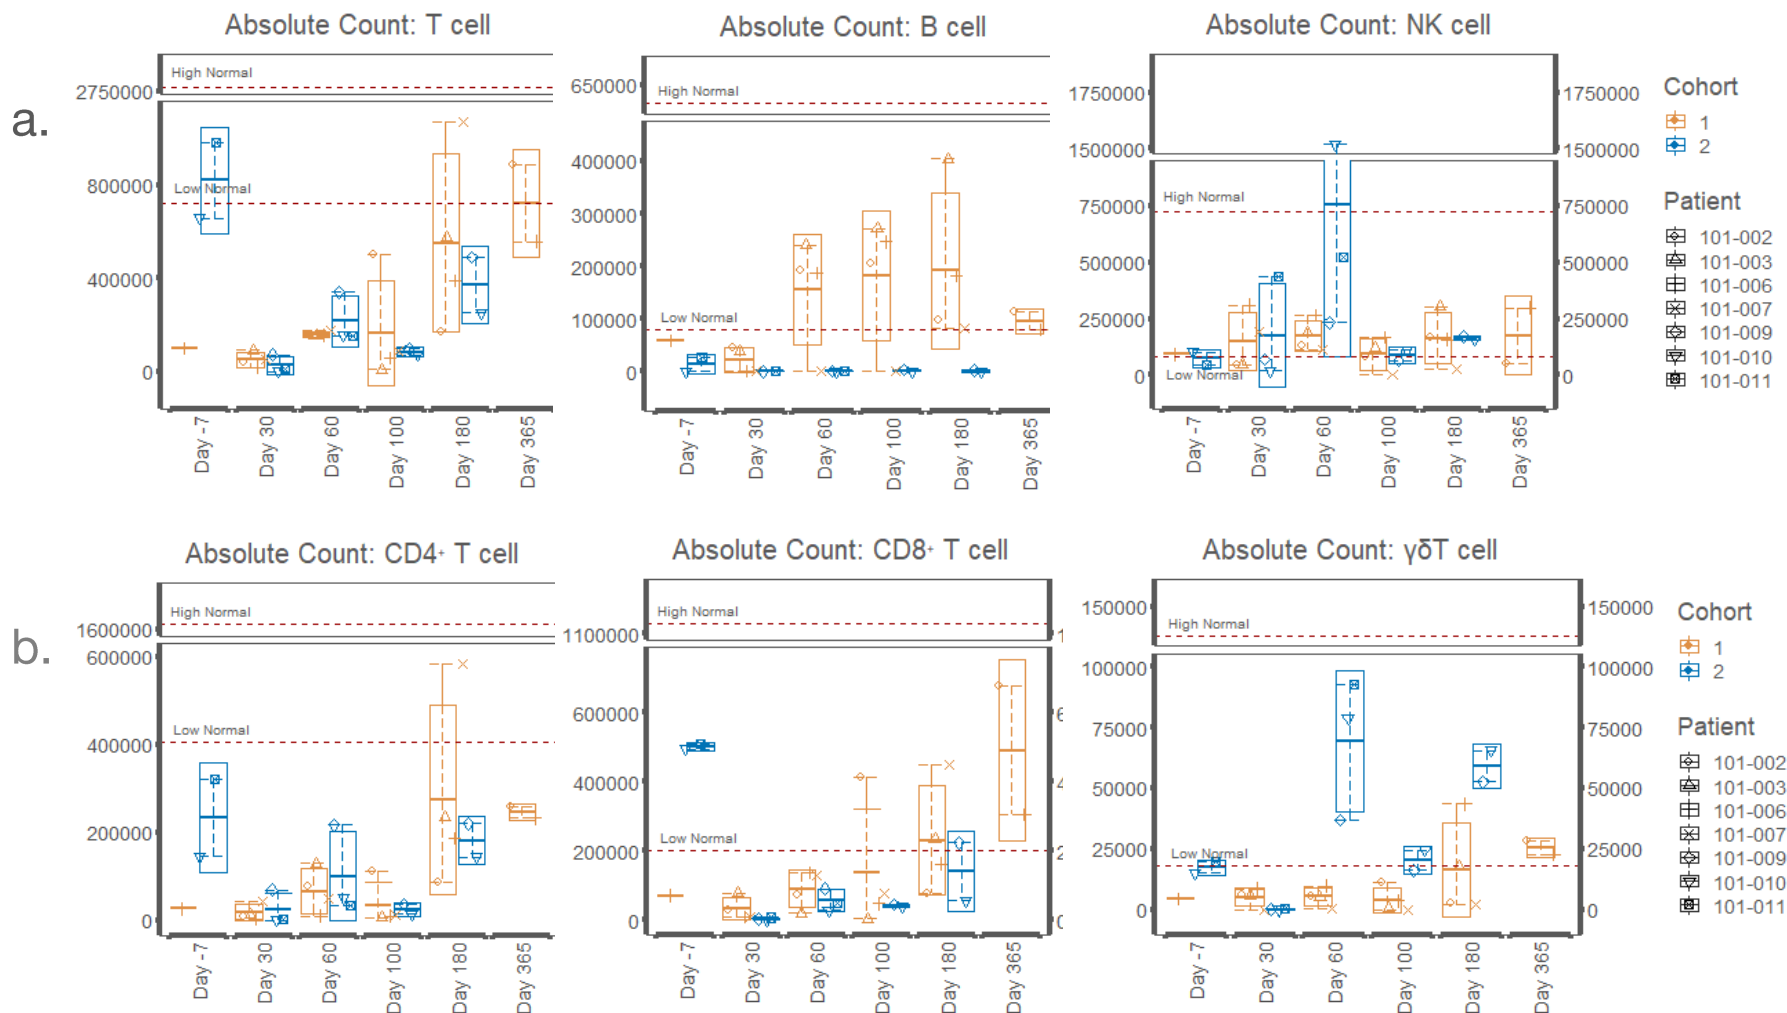 a.
Absolute Count: T cell
High Normal
2750000
800000
Low Normal
400000
0
Day -7
Day 30
Day 60
Day 100
Day 180
Day 365
Absolute Count: B cell
650000
High Normal
400000
300000
200000
100000
Low Normal
0
Day -7
Day 30
Day 60
Day 100
Day 180
Day 365
Absolute Count: NK cell
1750000
1500000
High Normal
750000
500000
250000
0
Low Normal
1750000
1500000
750000
500000
250000
0
Day -7
Day 30
Day 60
Day 100
Day 180
Day 365
Cohort
1
2
Patient
101-002
101-003
101-006
101-007
101-009
101-010
101-011
b.
Absolute Count: CD4+ T cell
High Normal
1600000
600000
Low Normal
400000
200000
0
Day -7
Day 30
Day 60
Day 100
Day 180
Day 365
Absolute Count: CD8+ T cell
High Normal
1100000
600000
400000
Low Normal
200000
0
1
6
4
2
0
Day -7
Day 30
Day 60
Day 100
Day 180
Day 365
Absolute Count: γδT cell
150000
High Normal
100000
75000
50000
25000
Low Normal
0
150000
100000
75000
50000
25000
0
Day -7
Day 30
Day 60
Day 100
Day 180
Day 365
Cohort
1
2
Patient
101-002
101-003
101-006
101-007
101-009
101-010
101-011